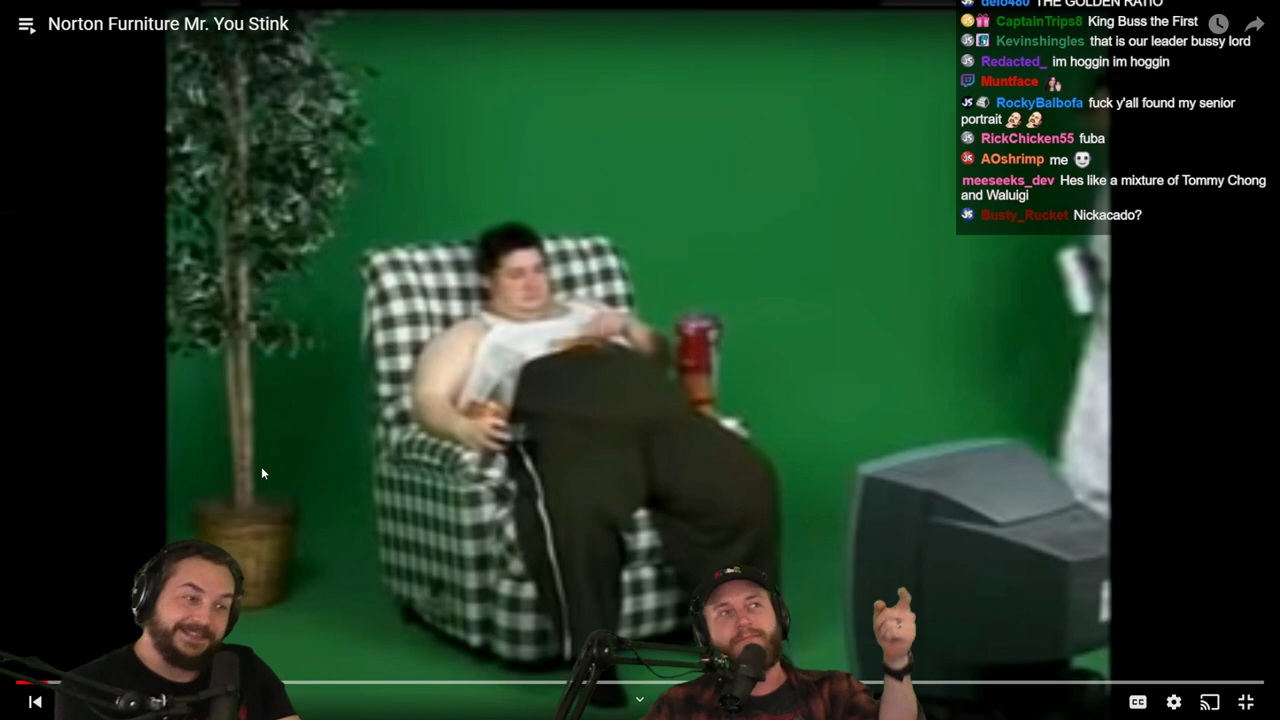 Norton Furniture Mr. You Stink
delo480 THE GOLDEN RATIO
CaptainTrips8 King Buss the First
Kevinshingles that is our leader bussy lord
Redacted_ im hoggin im hoggin
Muntface
RockyBalbofa fuck y'all found my senior
portrait
RickChicken55 fuba
AOshrimp me
meeseeks_dev Hes like a mixture of Tommy Chong
and Waluigi
Busty_Rucket Nickacado?
CC